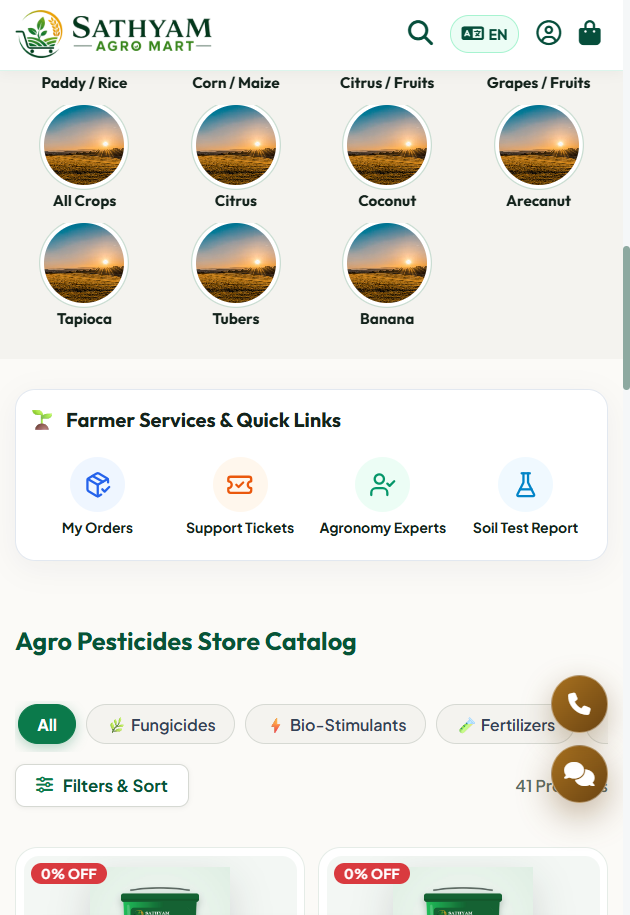 SATHYAM
AGRO MART
EN
Paddy / Rice
Corn / Maize
Citrus / Fruits
Grapes / Fruits
All Crops
Citrus
Coconut
Arecanut
Tapioca
Tubers
Banana
Farmer Services & Quick Links
My Orders
Support Tickets
Agronomy Experts
Soil Test Report
Agro Pesticides Store Catalog
All
Fungicides
Bio-Stimulants
Fertilizers
Filters & Sort
41
0% OFF
0% OFF
SATHYAM
SATHYAM